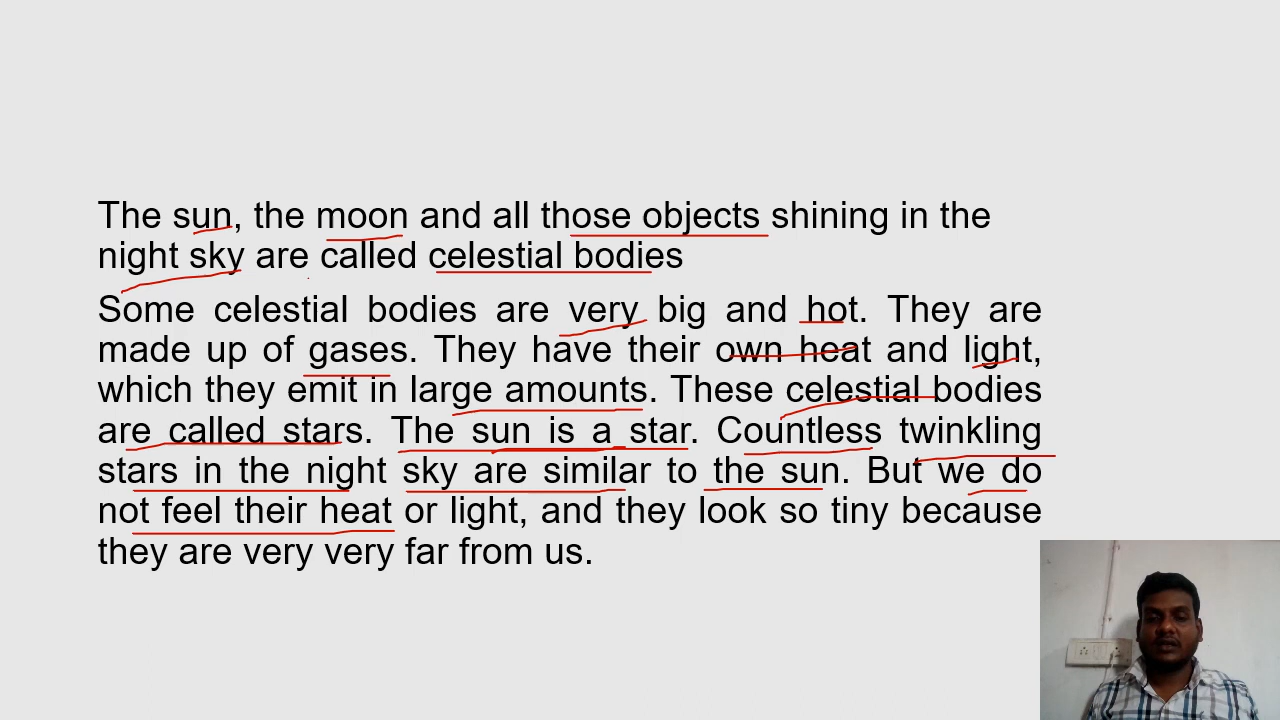 The sun, the moon and all those objects shining in the
night sky are called celestial bodies
Some celestial bodies are very big and hot. They are
made up of gases. They have their own heat and light,
which they emit in large amounts. These celestial bodies
are called stars. The sun is a star. Countless twinkling
stars in the night sky are similar to the sun. But we do
not feel their heat or light, and they look so tiny because
they are very very far from us.